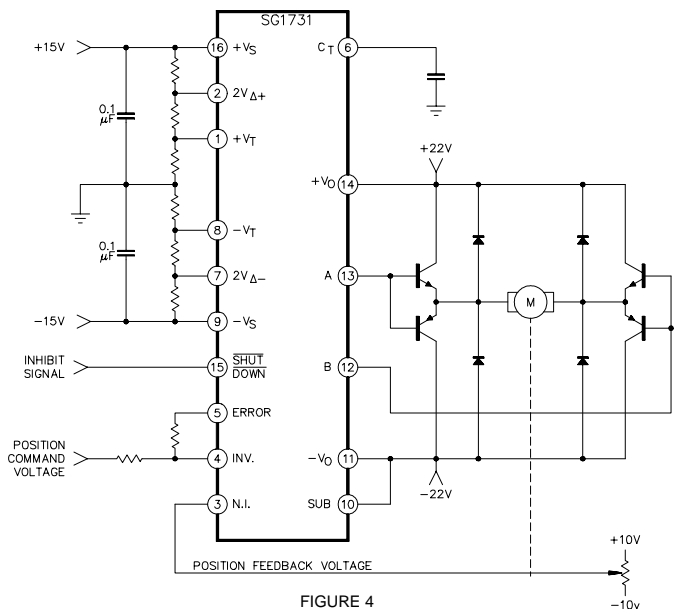 SG1731
+15V
16 +VS
CT 6
2 2VΔ+
0.1
μF
1 +VT
+22V
+VO 14
8 -VT
0.1
μF
7 2VΔ-
A 13
M
-15V
9 -VS
INHIBIT
SIGNAL
15 SHUT
DOWN
B 12
5 ERROR
POSITION
COMMAND
VOLTAGE
4 INV.
-VO 11
-22V
3 N.I.
SUB 10
+10V
POSITION FEEDBACK VOLTAGE
-10v
FIGURE 4